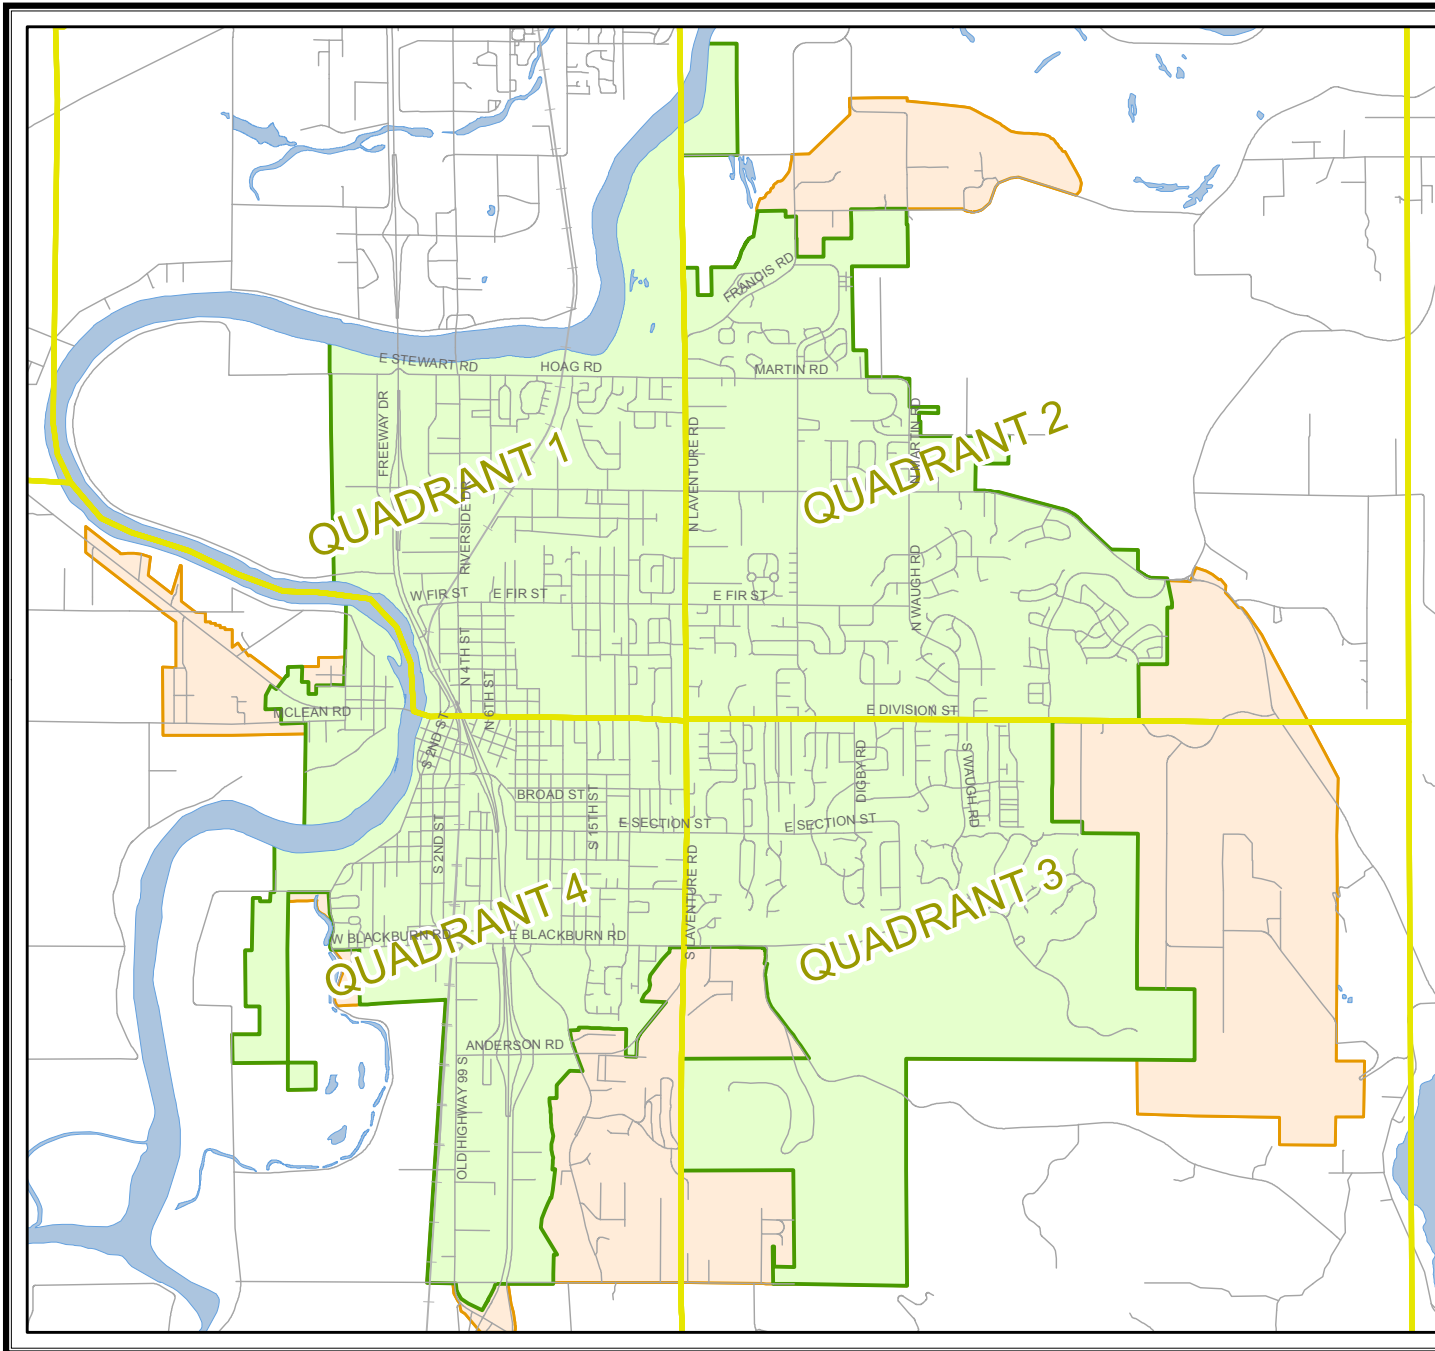 FRANCIS RD
E STEWART RD
HOAG RD
MARTIN RD
FREEWAY DR
N LAVENTURE RD
N MARTIN RD
QUADRANT 1
QUADRANT 2
RIVERSIDE DR
W FIR ST
E FIR ST
E FIR ST
N WAUGH RD
N 4TH ST
N 6TH ST
MCLEAN RD
E DIVISION ST
S 2ND ST
DIGBY RD
S WAUGH RD
BROAD ST
S 15TH ST
E SECTION ST
E SECTION ST
S 2ND ST
S LAVENTURE RD
QUADRANT 4
QUADRANT 3
W BLACKBURN RD
E BLACKBURN RD
ANDERSON RD
OLD HIGHWAY 99 S